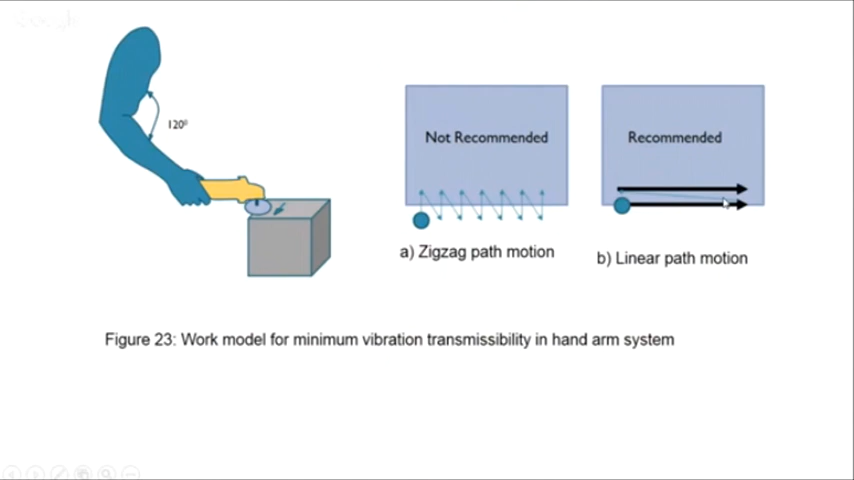 120⁰
Not Recommended
Recommended
a) Zigzag path motion
b) Linear path motion
Figure 23: Work model for minimum vibration transmissibility in hand arm system